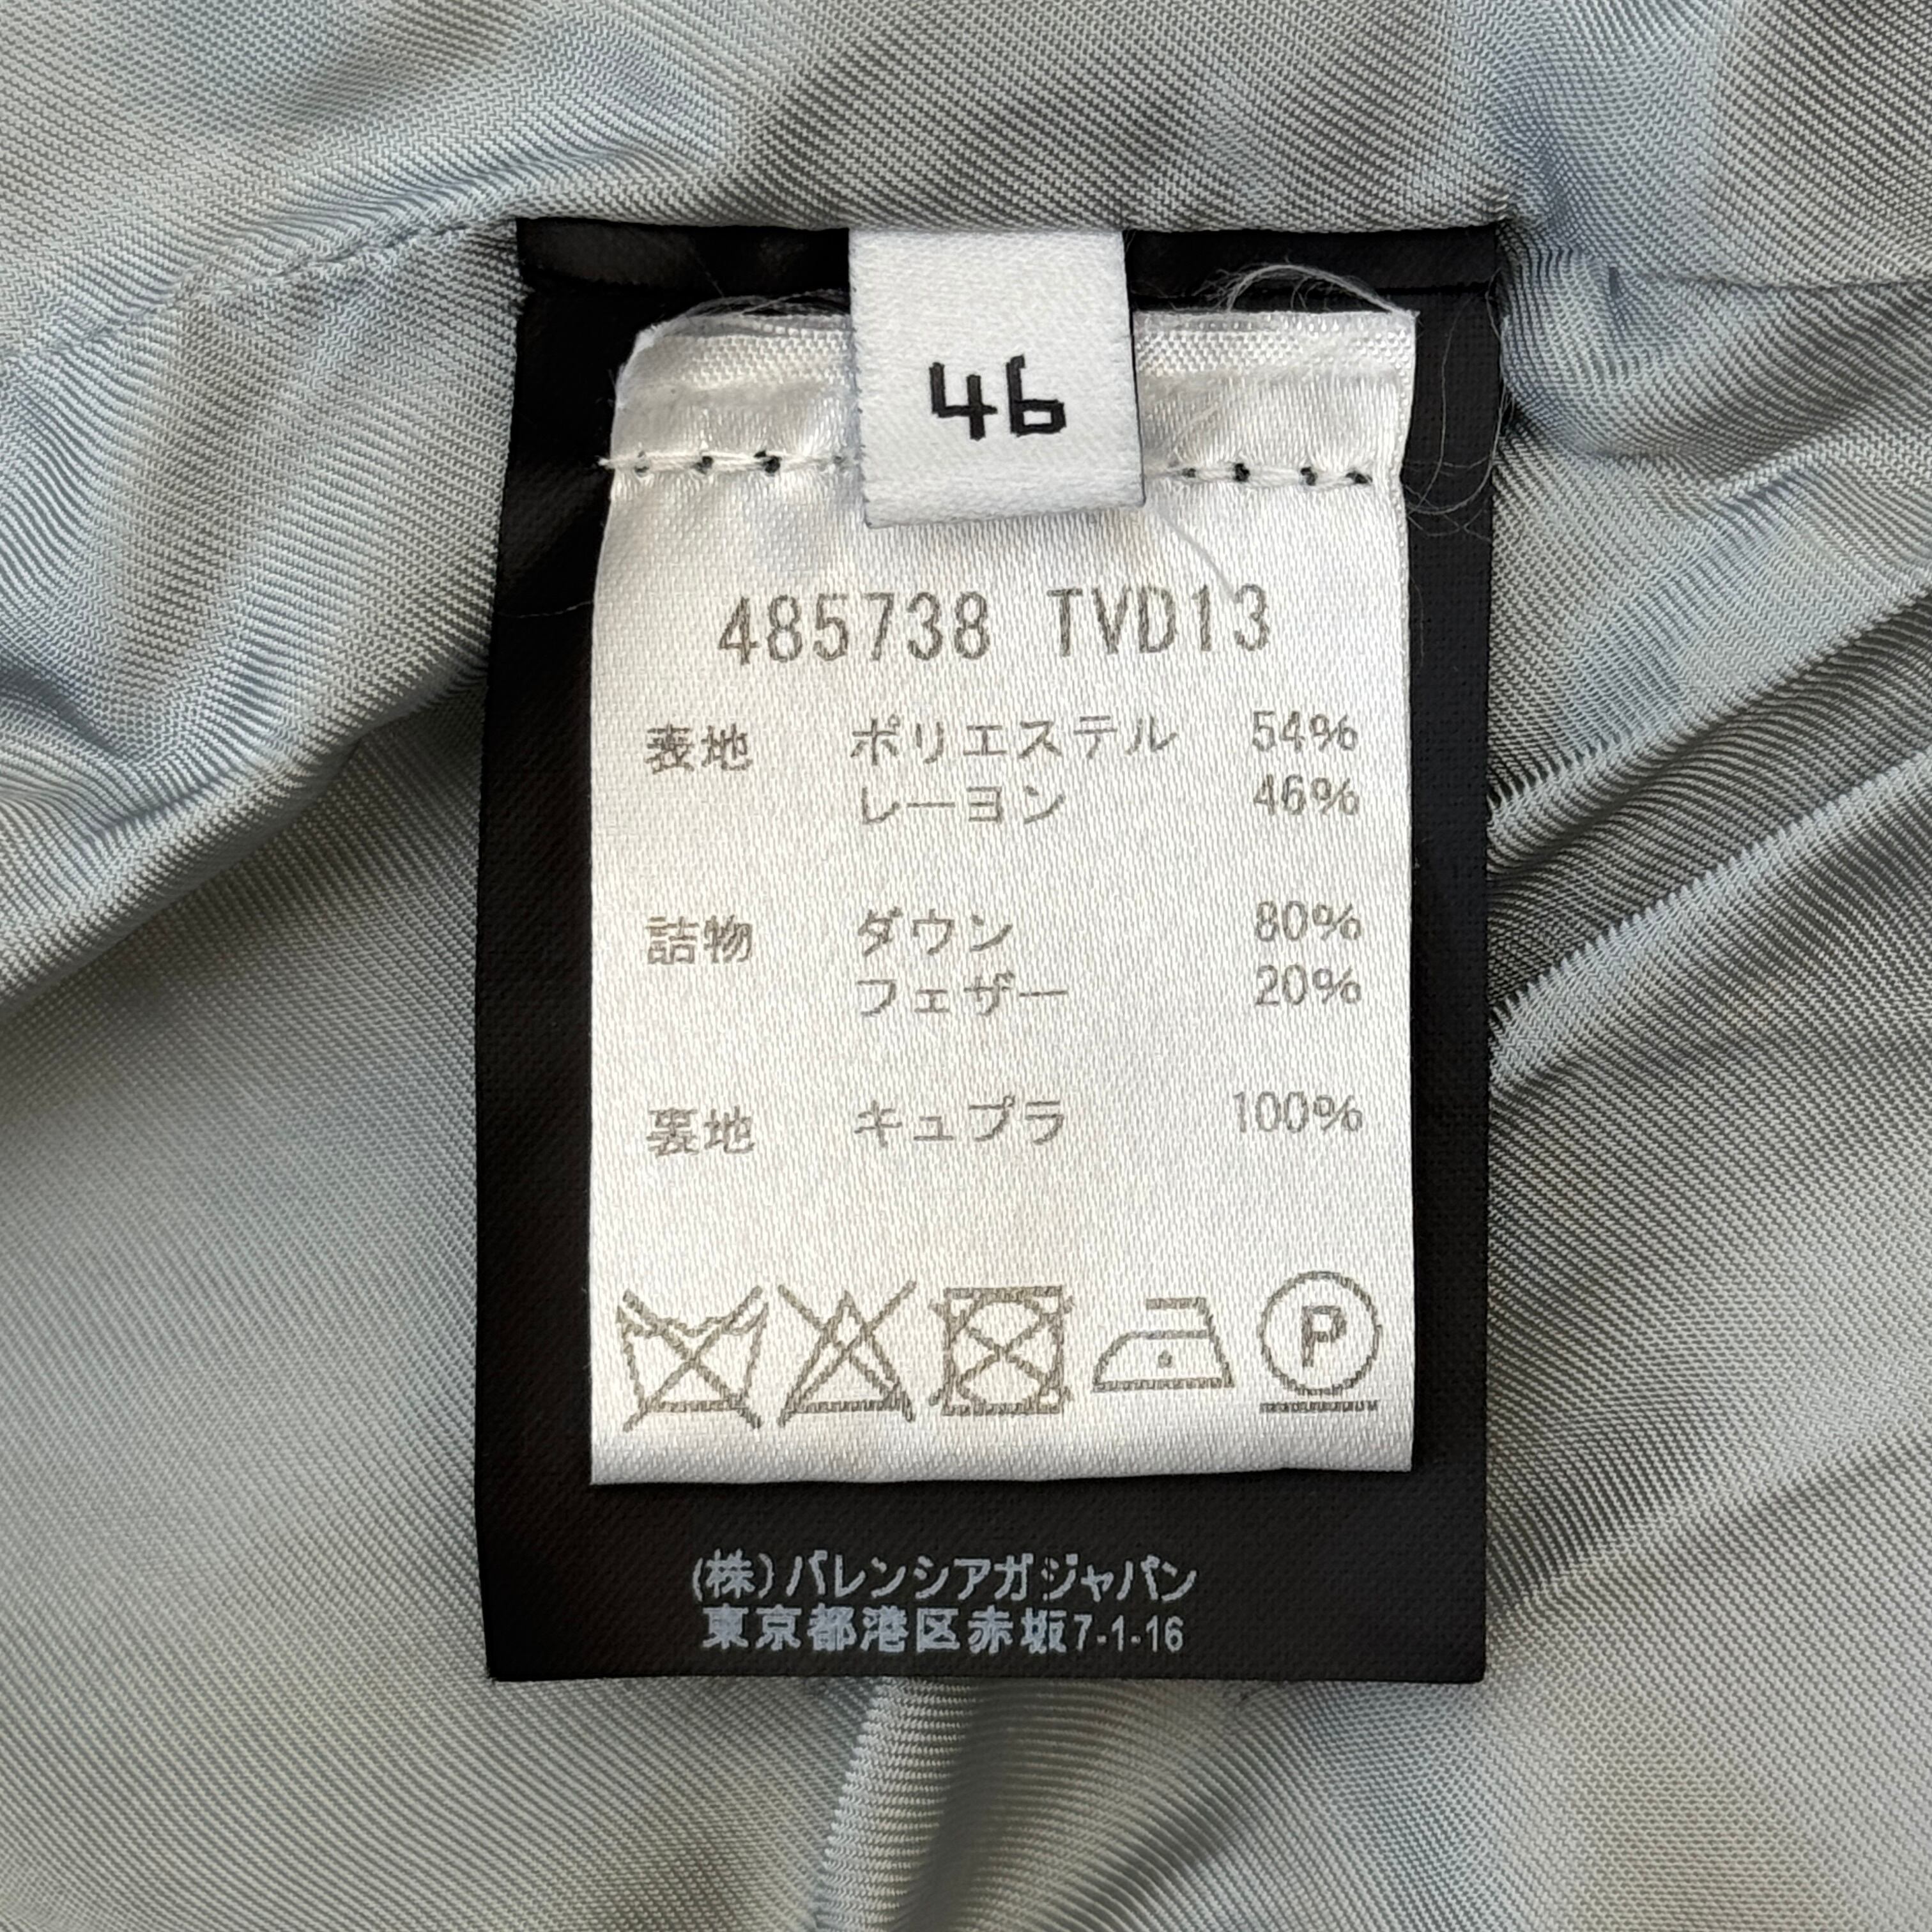 46
485738 TVD13
表地 ポリエステル 54%
レーヨン 46%
詰物 ダウン 80%
フェザー 20%
裏地 キュプラ 100%
P
(株)バレンシアガジャパン
東京都港区赤坂7-1-16